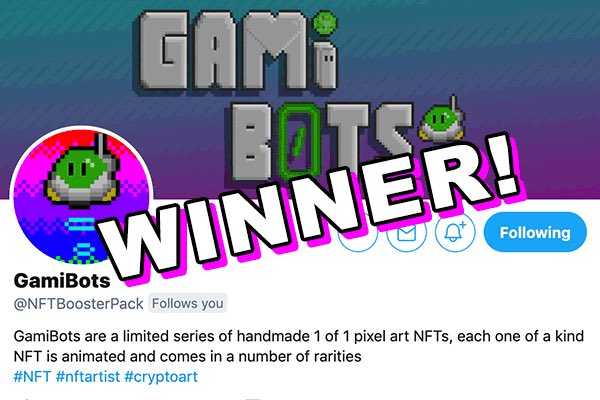 GAMi
BOTS
WINNER!
Following
GamiBots
@NFTBoosterPack Follows you
GamiBots are a limited series of handmade 1 of 1 pixel art NFTs, each one of a kind
NFT is animated and comes in a number of rarities
#NFT #nftartist #cryptoart